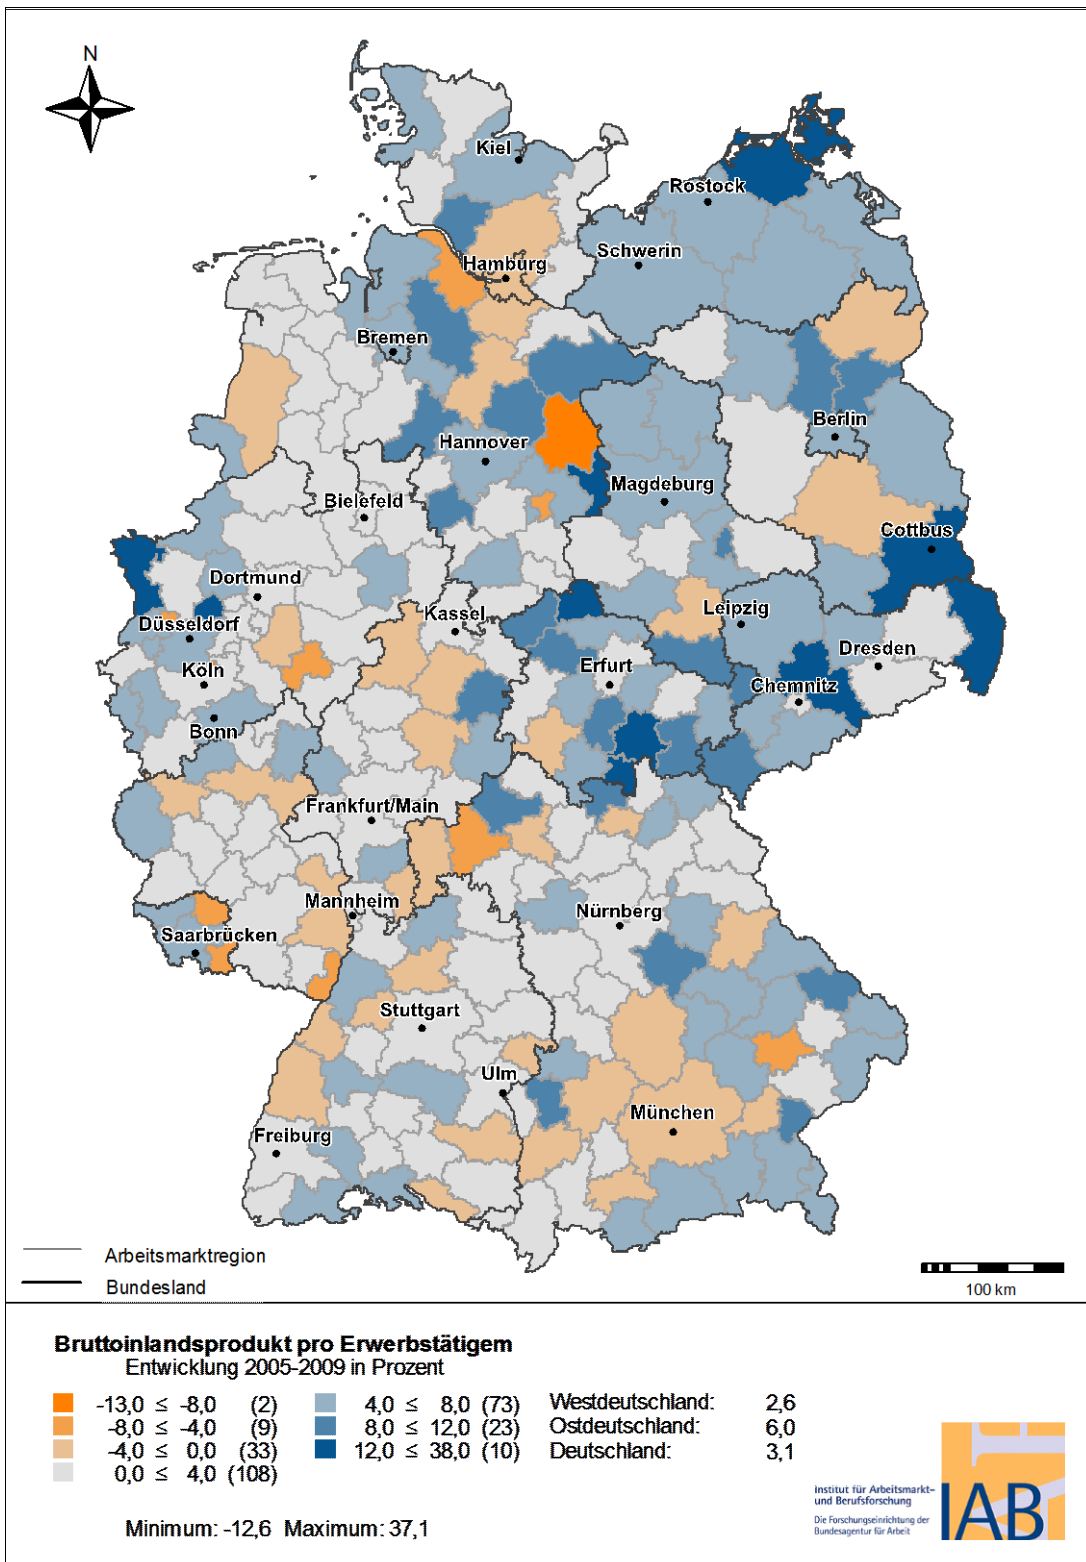 N
Kiel
Rostock
Schwerin
Hamburg
Bremen
Berlin
Hannover
Magdeburg
Bielefeld
Cottbus
Dortmund
Kassel
Leipzig
Düsseldorf
Dresden
Erfurt
Köln
Chemnitz
Bonn
Frankfurt/Main
Mannheim
Nürnberg
Saarbrücken
Stuttgart
Ulm
München
Freiburg
Arbeitsmarktregion
Bundesland
100 km
Bruttoinlandsprodukt pro Erwerbstätigem
Entwicklung 2005-2009 in Prozent
-13,0 ≤ -8,0 (2) 4,0 ≤ 8,0 (73) Westdeutschland: 2,6
-8,0 ≤ -4,0 (9) 8,0 ≤ 12,0 (23) Ostdeutschland: 6,0
-4,0 ≤ 0,0 (33) 12,0 ≤ 38,0 (10) Deutschland: 3,1
0,0 ≤ 4,0 (108)
Minimum: -12,6 Maximum: 37,1
Institut für Arbeitsmarkt-
und Berufsforschung
Die Forschungseinrichtung der
Bundesagentur für Arbeit
IAB